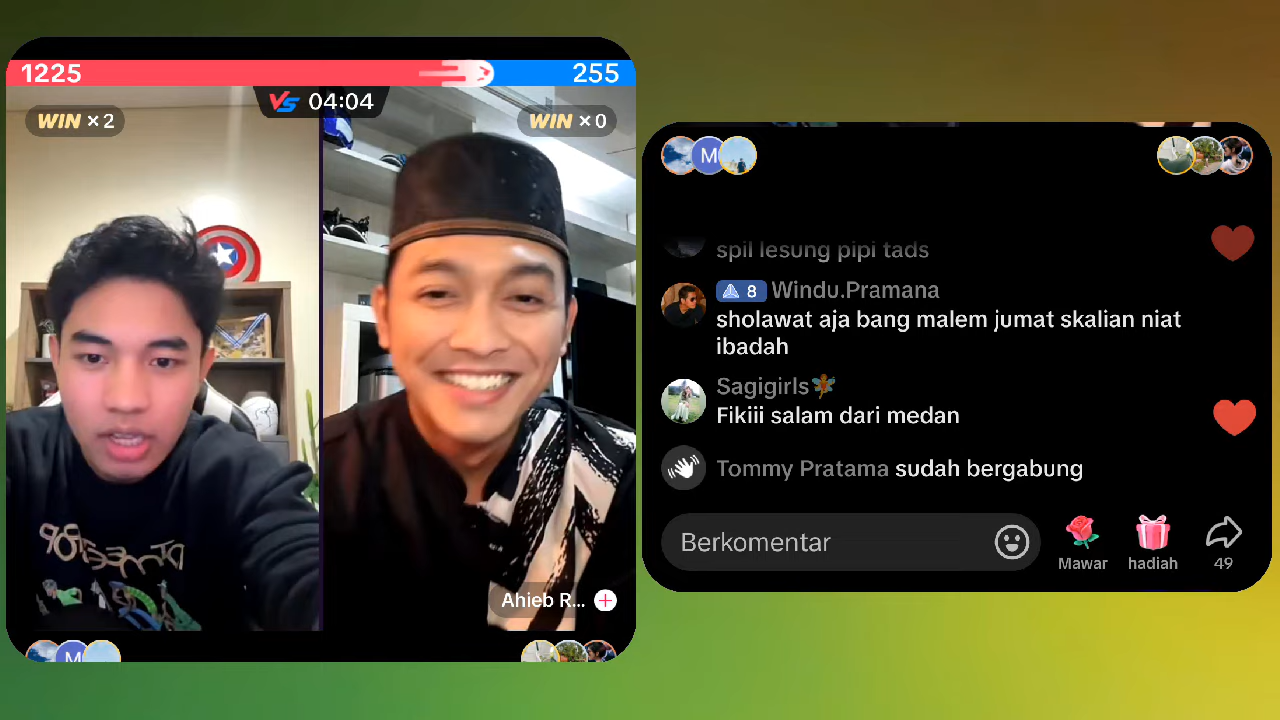 1225
255
VS 04:04
WIN ×2
WIN ×0
Ahieb R...
M
M
spil lesung pipi tads
8 Windu.Pramana
sholawat aja bang malem jumat skalian niat
ibadah
Sagigirls
Fikiii salam dari medan
Tommy Pratama sudah bergabung
Berkomentar
Mawar
hadiah
49